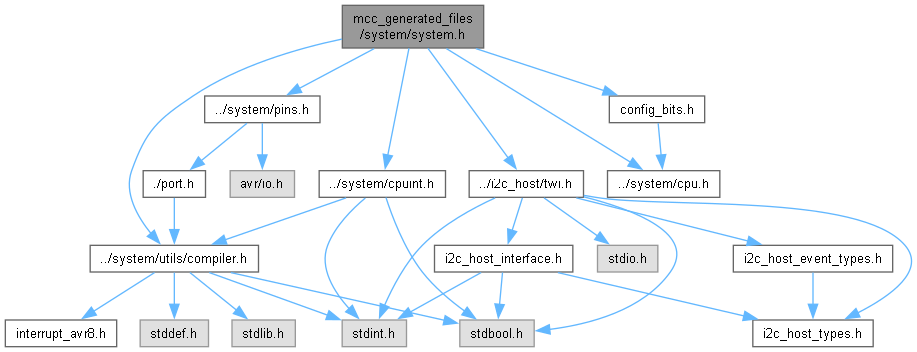 mcc_generated_files
/system/system.h
../system/pins.h
config_bits.h
./port.h
avr/io.h
../system/cpuint.h
../i2c_host/twi.h
../system/cpu.h
../system/utils/compiler.h
i2c_host_interface.h
stdio.h
i2c_host_event_types.h
interrupt_avr8.h
stddef.h
stdlib.h
stdint.h
stdbool.h
i2c_host_types.h